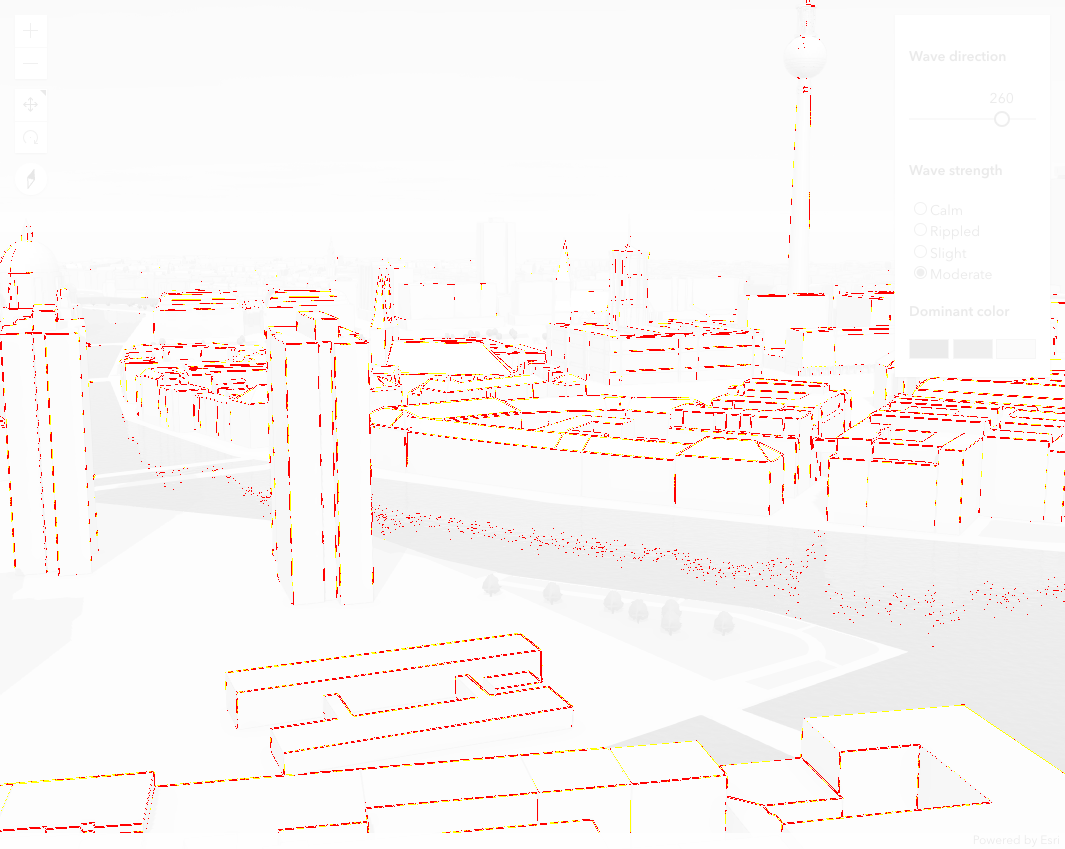 Wave direction
260
Wave strength
Calm
Rippled
Slight
Moderate
Dominant color
Powered by Esri